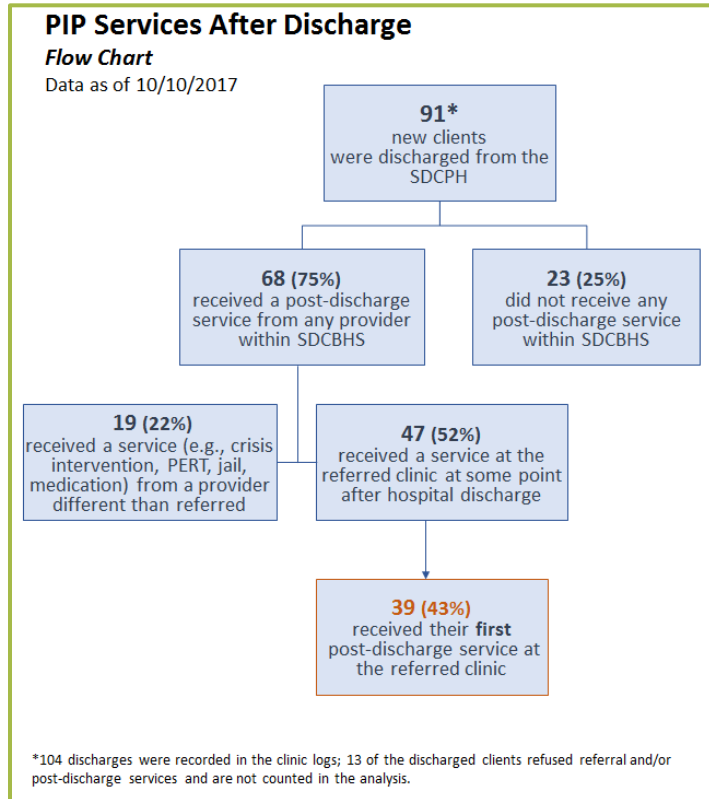 PIP Services After Discharge
Flow Chart
Data as of 10/10/2017
91*
new clients
were discharged from the
SDCPH
68 (75%)
received a post-discharge
service from any provider
within SDCBHS
23 (25%)
did not receive any
post-discharge service
within SDCBHS
19 (22%)
received a service (e.g., crisis
intervention, PERT, jail,
medication) from a provider
different than referred
47 (52%)
received a service at the
referred clinic at some point
after hospital discharge
39 (43%)
received their first
post-discharge service at
the referred clinic
*104 discharges were recorded in the clinic logs; 13 of the discharged clients refused referral and/or
post-discharge services and are not counted in the analysis.